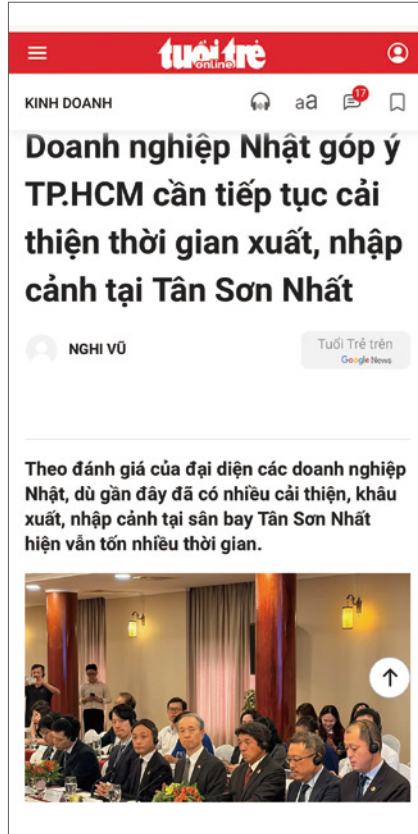 tuổi trẻ
online
KINH DOANH
aa
17
Doanh nghiệp Nhật góp ý
TP.HCM cần tiếp tục cải
thiện thời gian xuất, nhập
cảnh tại Tân Sơn Nhất
NGHI VŨ
Tuổi Trẻ trên
Google News
Theo đánh giá của đại diện các doanh nghiệp
Nhật, dù gần đây đã có nhiều cải thiện, khâu
xuất, nhập cảnh tại sân bay Tân Sơn Nhất
hiện vẫn tốn nhiều thời gian.